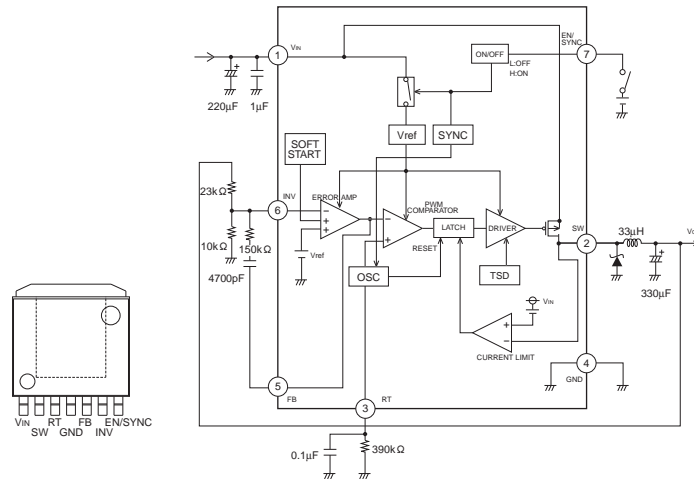 EN/
SYNC
1
VIN
ON/OFF
L:OFF
H:ON
7
220μF
1μF
Vref
SYNC
SOFT
START
23kΩ
6
INV
ERROR AMP
PWM
COMPARATOR
LATCH
DRIVER
SW
2
33μH
10kΩ
150kΩ
4700pF
Vref
RESET
OSC
TSD
330μF
VIN
CURRENT LIMIT
5
FB
3
RT
4
GND
VIN
RT
FB
EN/SYNC
SW
GND
INV
0.1μF
390kΩ